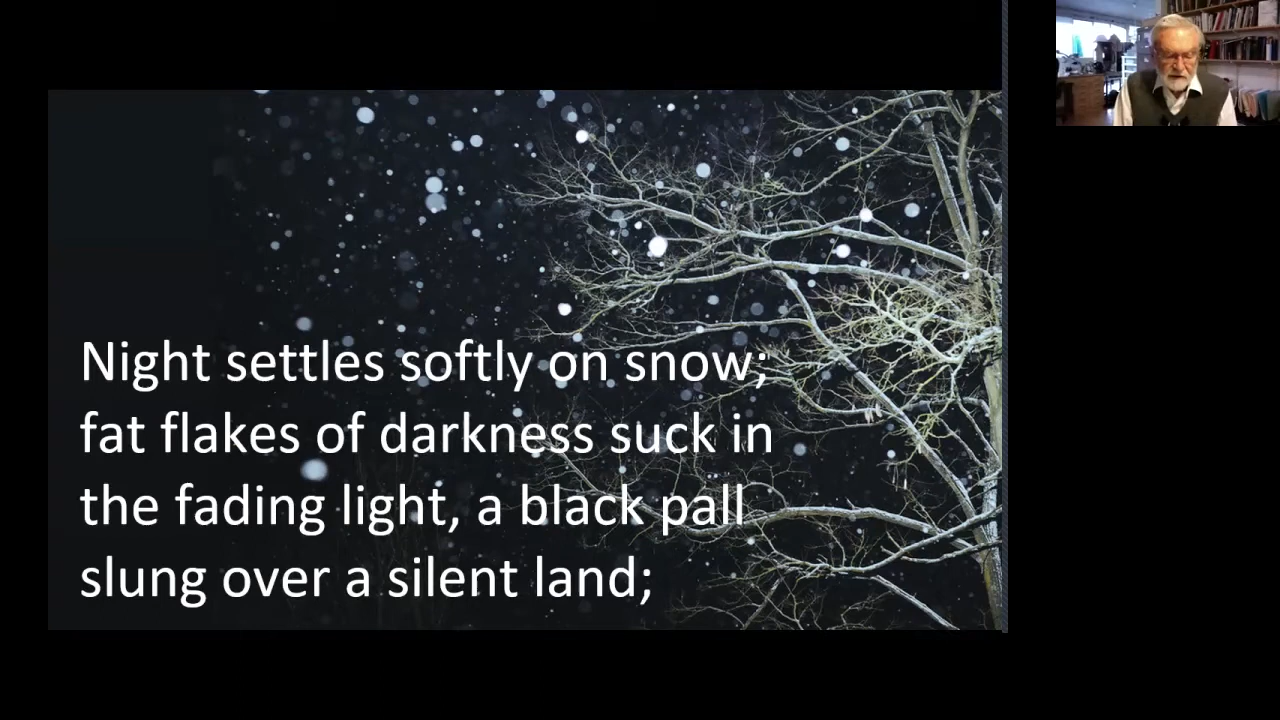 Night settles softly on snow;
fat flakes of darkness suck in
the fading light, a black pall
slung over a silent land;